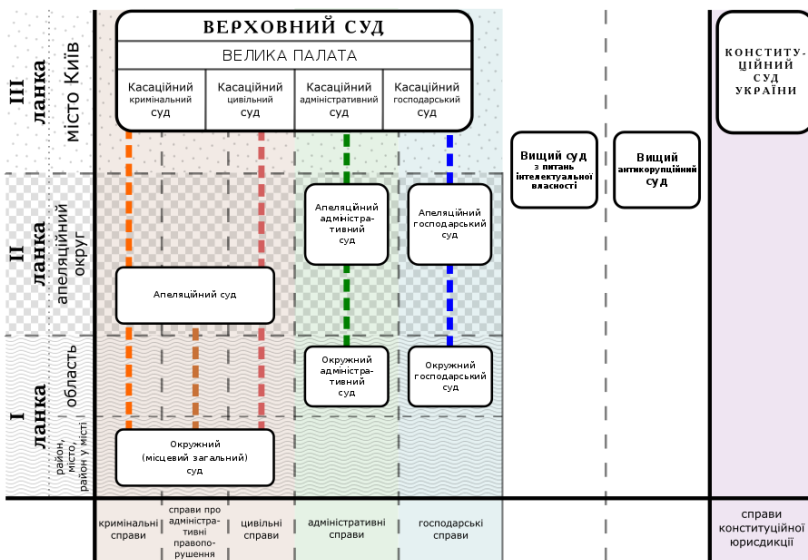 ВЕРХОВНИЙ СУД
ВЕЛИКА ПАЛАТА
Касаційний
кримінальний
суд
Касаційний
цивільний
суд
Касаційний
адміністративний
суд
Касаційний
господарський
суд
КОНСТИТУ-
ЦІЙНИЙ
СУД
УКРАЇНИ
III
ланка
місто Київ
Вищий суд
з питань
інтелектуальної
власності
Вищий
антикорупційний
суд
II
ланка
апеляційний
округ
Апеляційний
адміністра-
тивний
суд
Апеляційний
господарський
суд
Апеляційний суд
I
ланка
область
Окружний
адміністра-
тивний
суд
Окружний
господарський
суд
район,
місто,
район у місті
Окружний
(місцевий загальний)
суд
кримінальні
справи
справи про
адміністра-
тивні
правопо-
рушення
цивільні
справи
адміністративні
справи
господарські
справи
справи
конституційної
юрисдикції